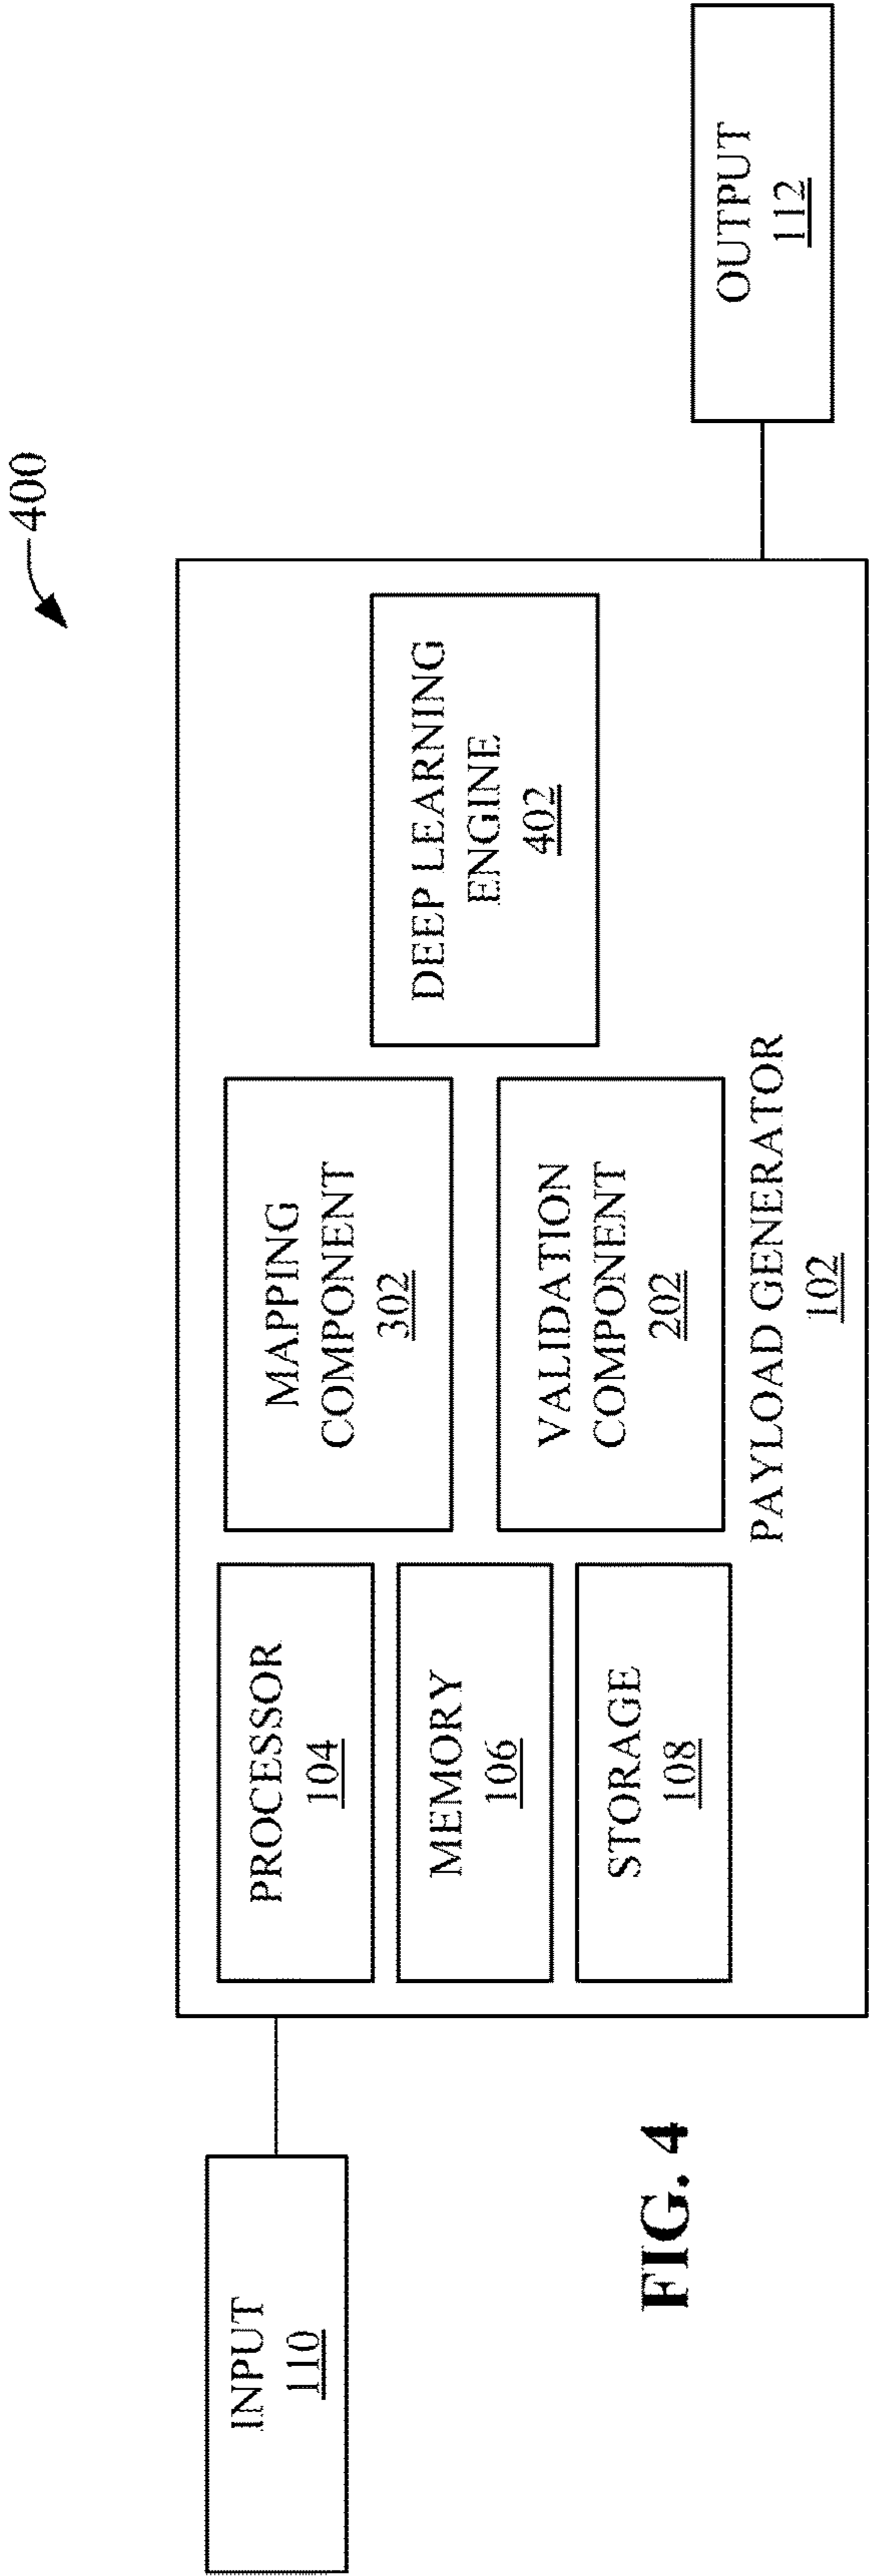 400
INPUT
110
PROCESSOR
104
MEMORY
106
STORAGE
108
MAPPING
COMPONENT
302
VALIDATION
COMPONENT
202
DEEP LEARNING
ENGINE
402
PAYLOAD GENERATOR
102
OUTPUT
112
FIG. 4